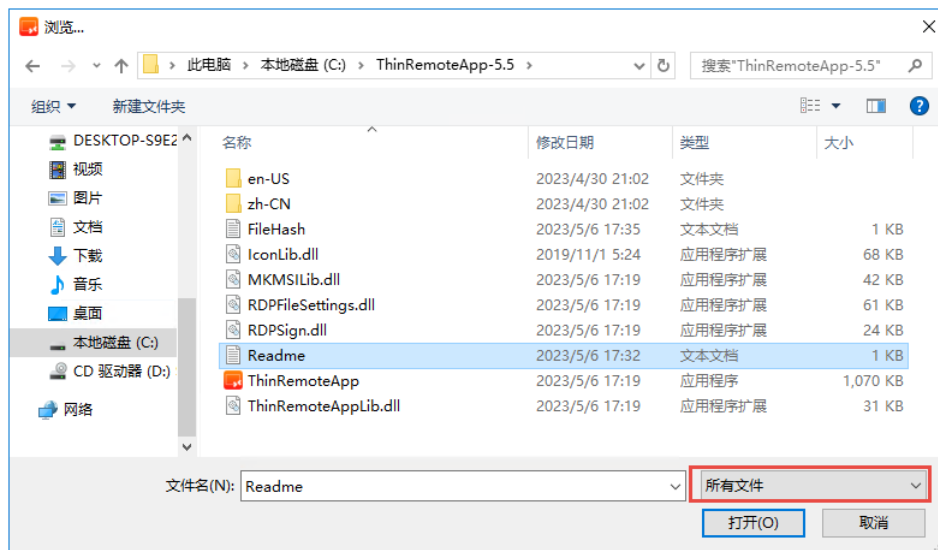 浏览...
此电脑 › 本地磁盘 (C:) › ThinRemoteApp-5.5 ›
搜索"ThinRemoteApp-5.5"
组织 新建文件夹
DESKTOP-S9E2
视频
图片
文档
下载
音乐
桌面
本地磁盘 (C:)
CD 驱动器 (D:)
网络
名称 修改日期 类型 大小
en-US 2023/4/30 21:02 文件夹
zh-CN 2023/4/30 21:02 文件夹
FileHash 2023/5/6 17:35 文本文档 1 KB
IconLib.dll 2019/11/1 5:24 应用程序扩展 68 KB
MKMSILib.dll 2023/5/6 17:19 应用程序扩展 42 KB
RDPFileSettings.dll 2023/5/6 17:19 应用程序扩展 61 KB
RDPSign.dll 2023/5/6 17:19 应用程序扩展 24 KB
Readme 2023/5/6 17:32 文本文档 1 KB
ThinRemoteApp 2023/5/6 17:19 应用程序 1,070 KB
ThinRemoteAppLib.dll 2023/5/6 17:19 应用程序扩展 31 KB
文件名(N): Readme 所有文件
打开(O) 取消